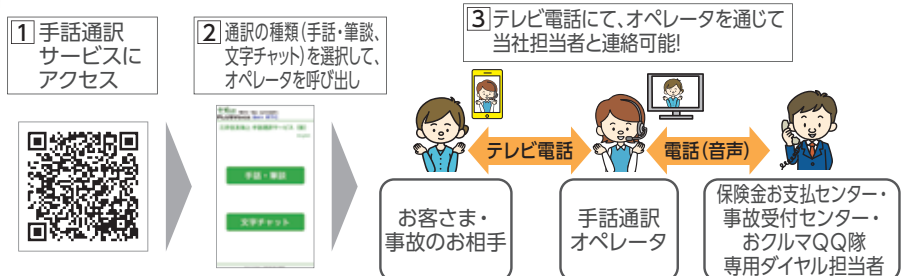 1 手話通訳
サービスに
アクセス
2 通訳の種類(手話・筆談、
文字チャット)を選択して、
オペレータを呼び出し
3 テレビ電話にて、オペレータを通じて
当社担当者と連絡可能!
手話・筆談
文字チャット
テレビ電話
電話(音声)
お客さま・
事故のお相手
手話通訳
オペレータ
保険金お支払センター・
事故受付センター・
おクルマQQ隊
専用ダイヤル担当者